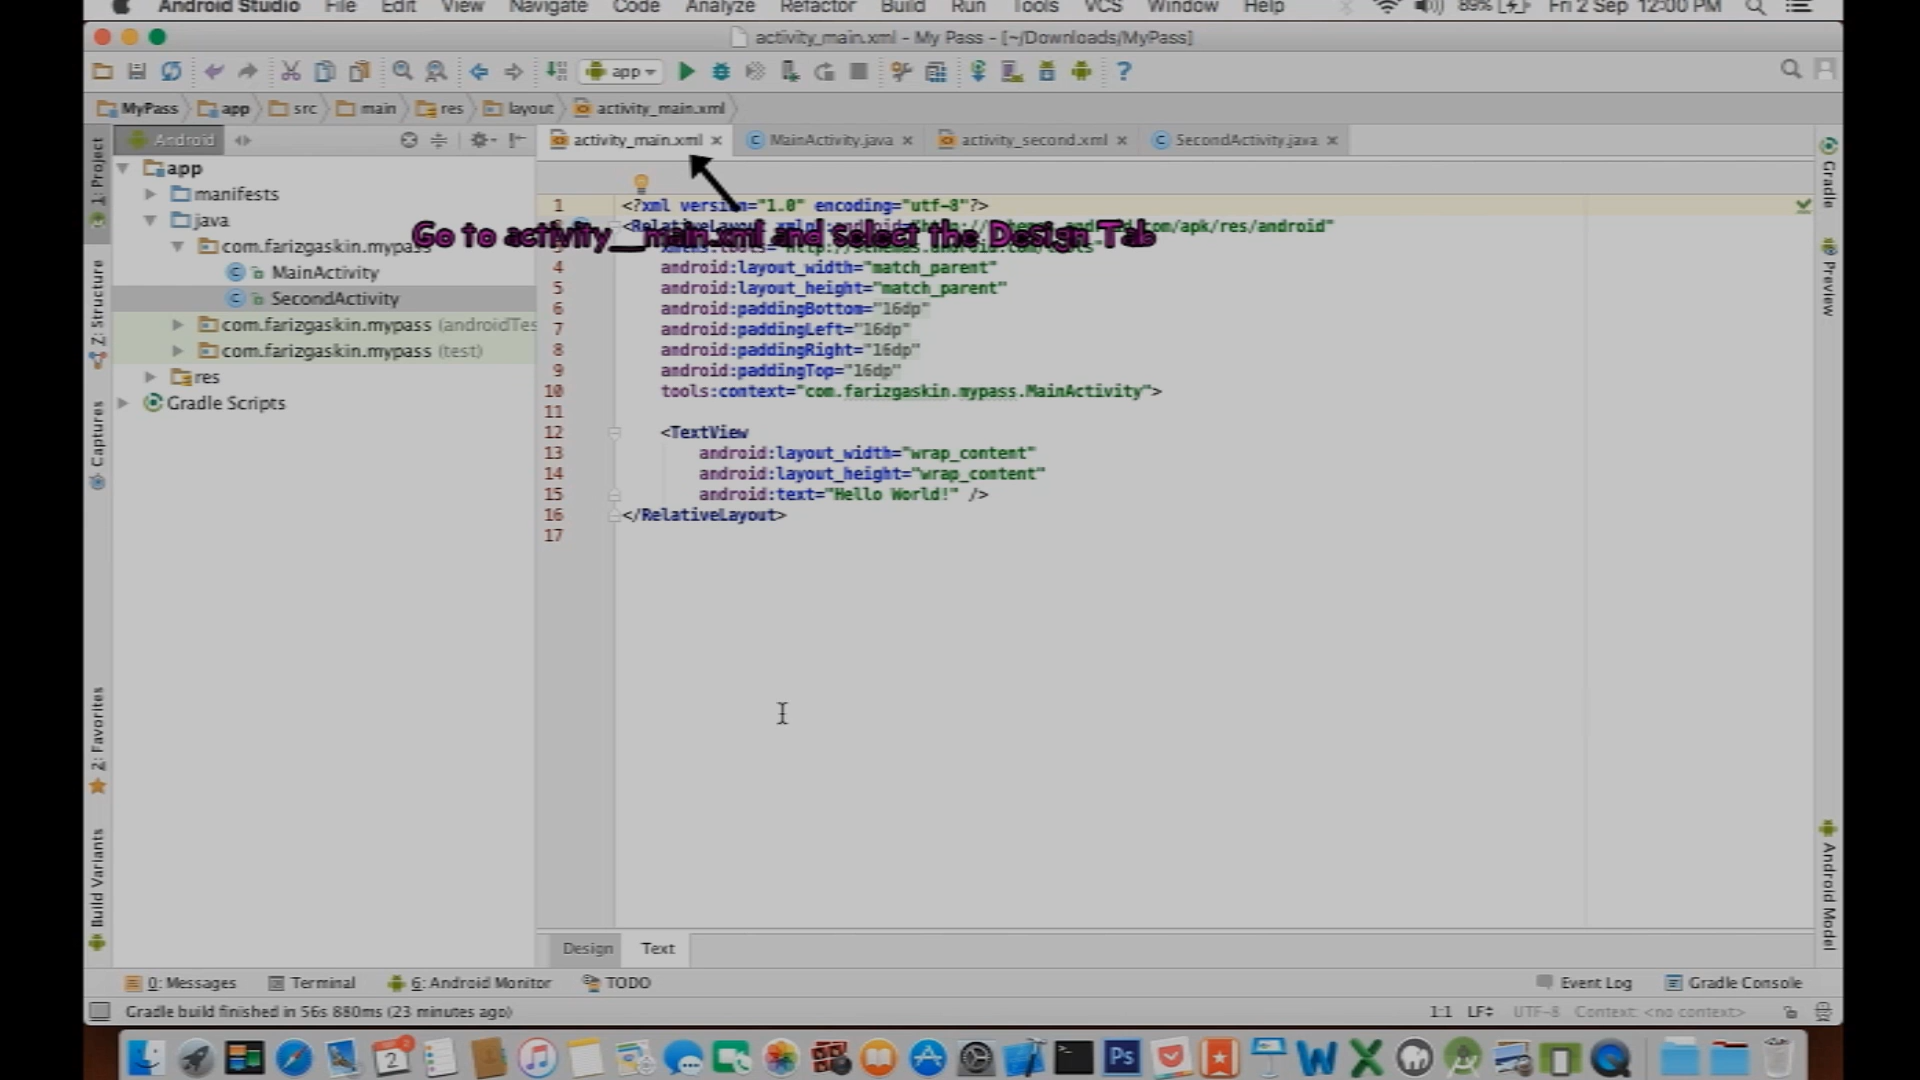 Android Studio File Edit View Navigate Code Analyze Refactor Build Run Tools VCS Window Help 89% Fri 2 Sep 12:00 PM
activity_main.xml - My Pass - [~/Downloads/MyPass]
app
MyPass app src main res layout activity_main.xml
Android
activity_main.xml MainActivity.java activity_second.xml SecondActivity.java
1: Project
Z: Structure
Captures
2: Favorites
Build Variants
app
manifests
java
com.farizgaskin.mypass
MainActivity
SecondActivity
com.farizgaskin.mypass (androidTes
com.farizgaskin.mypass (test)
res
Gradle Scripts
Go to activity_main.xml and select the Design Tab
1 <?xml version="1.0" encoding="utf-8"?>
4 android:layout_width="match_parent"
5 android:layout_height="match_parent"
6 android:paddingBottom="16dp"
7 android:paddingLeft="16dp"
8 android:paddingRight="16dp"
9 android:paddingTop="16dp"
10 tools:context="com.farizgaskin.mypass.MainActivity">
11
12 <TextView
13 android:layout_width="wrap_content"
14 android:layout_height="wrap_content"
15 android:text="Hello World!" />
16 </RelativeLayout>
17
Gradle
Preview
Android Model
Design Text
0: Messages Terminal 6: Android Monitor TODO Event Log Gradle Console
Gradle build finished in 56s 880ms (23 minutes ago) 1:1 LF UTF-8 Context: <no context>
2 Ps